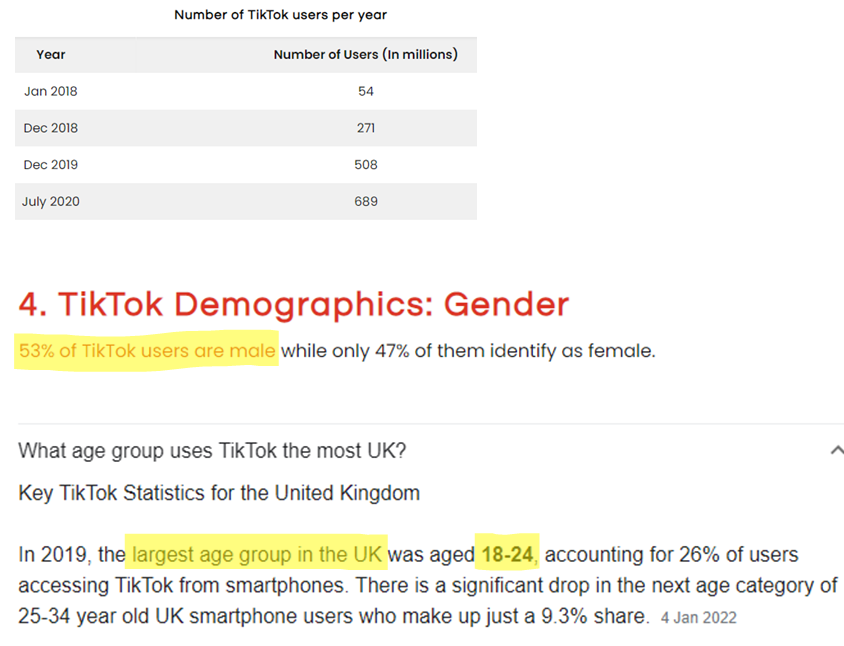 Number of TikTok users per year
Year Number of Users (In millions)
Jan 2018 54
Dec 2018 271
Dec 2019 508
July 2020 689
4. TikTok Demographics: Gender
53% of TikTok users are male while only 47% of them identify as female.
What age group uses TikTok the most UK?
Key TikTok Statistics for the United Kingdom
In 2019, the largest age group in the UK was aged 18-24, accounting for 26% of users
accessing TikTok from smartphones. There is a significant drop in the next age category of
25-34 year old UK smartphone users who make up just a 9.3% share. 4 Jan 2022